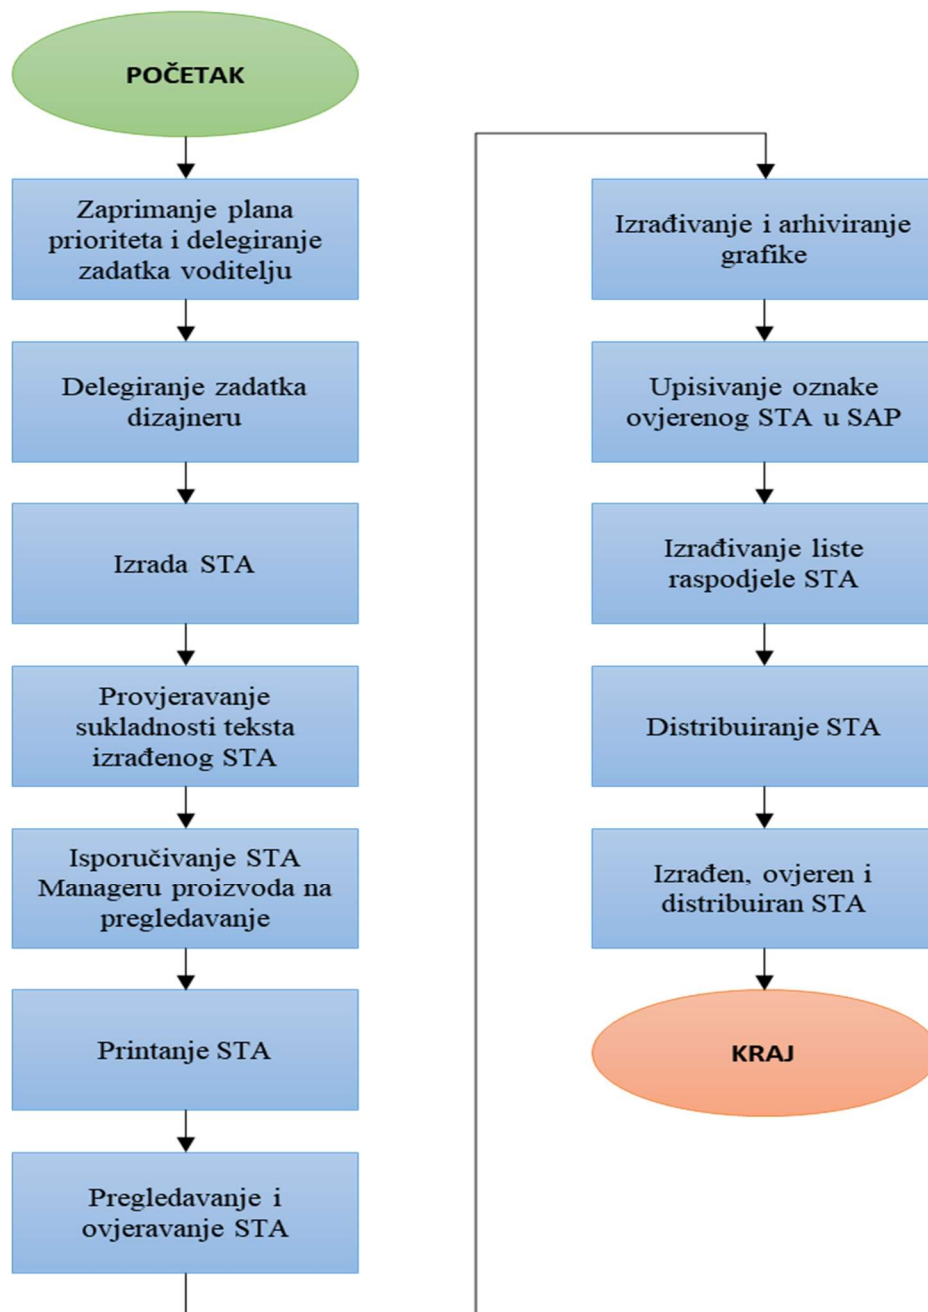 POČETAK
Zaprimanje plana
prioriteta i delegiranje
zadatka voditelju
Delegiranje zadatka
dizajneru
Izrada STA
Provjeravanje
sukladnosti teksta
izrađenog STA
Isporučivanje STA
Manageru proizvoda na
pregledavanje
Printanje STA
Pregledavanje i
ovjeravanje STA
Izrađivanje i arhiviranje
grafike
Upisivanje oznake
ovjerenog STA u SAP
Izrađivanje liste
raspodjele STA
Distribuiranje STA
Izrađen, ovjeren i
distribuiran STA
KRAJ